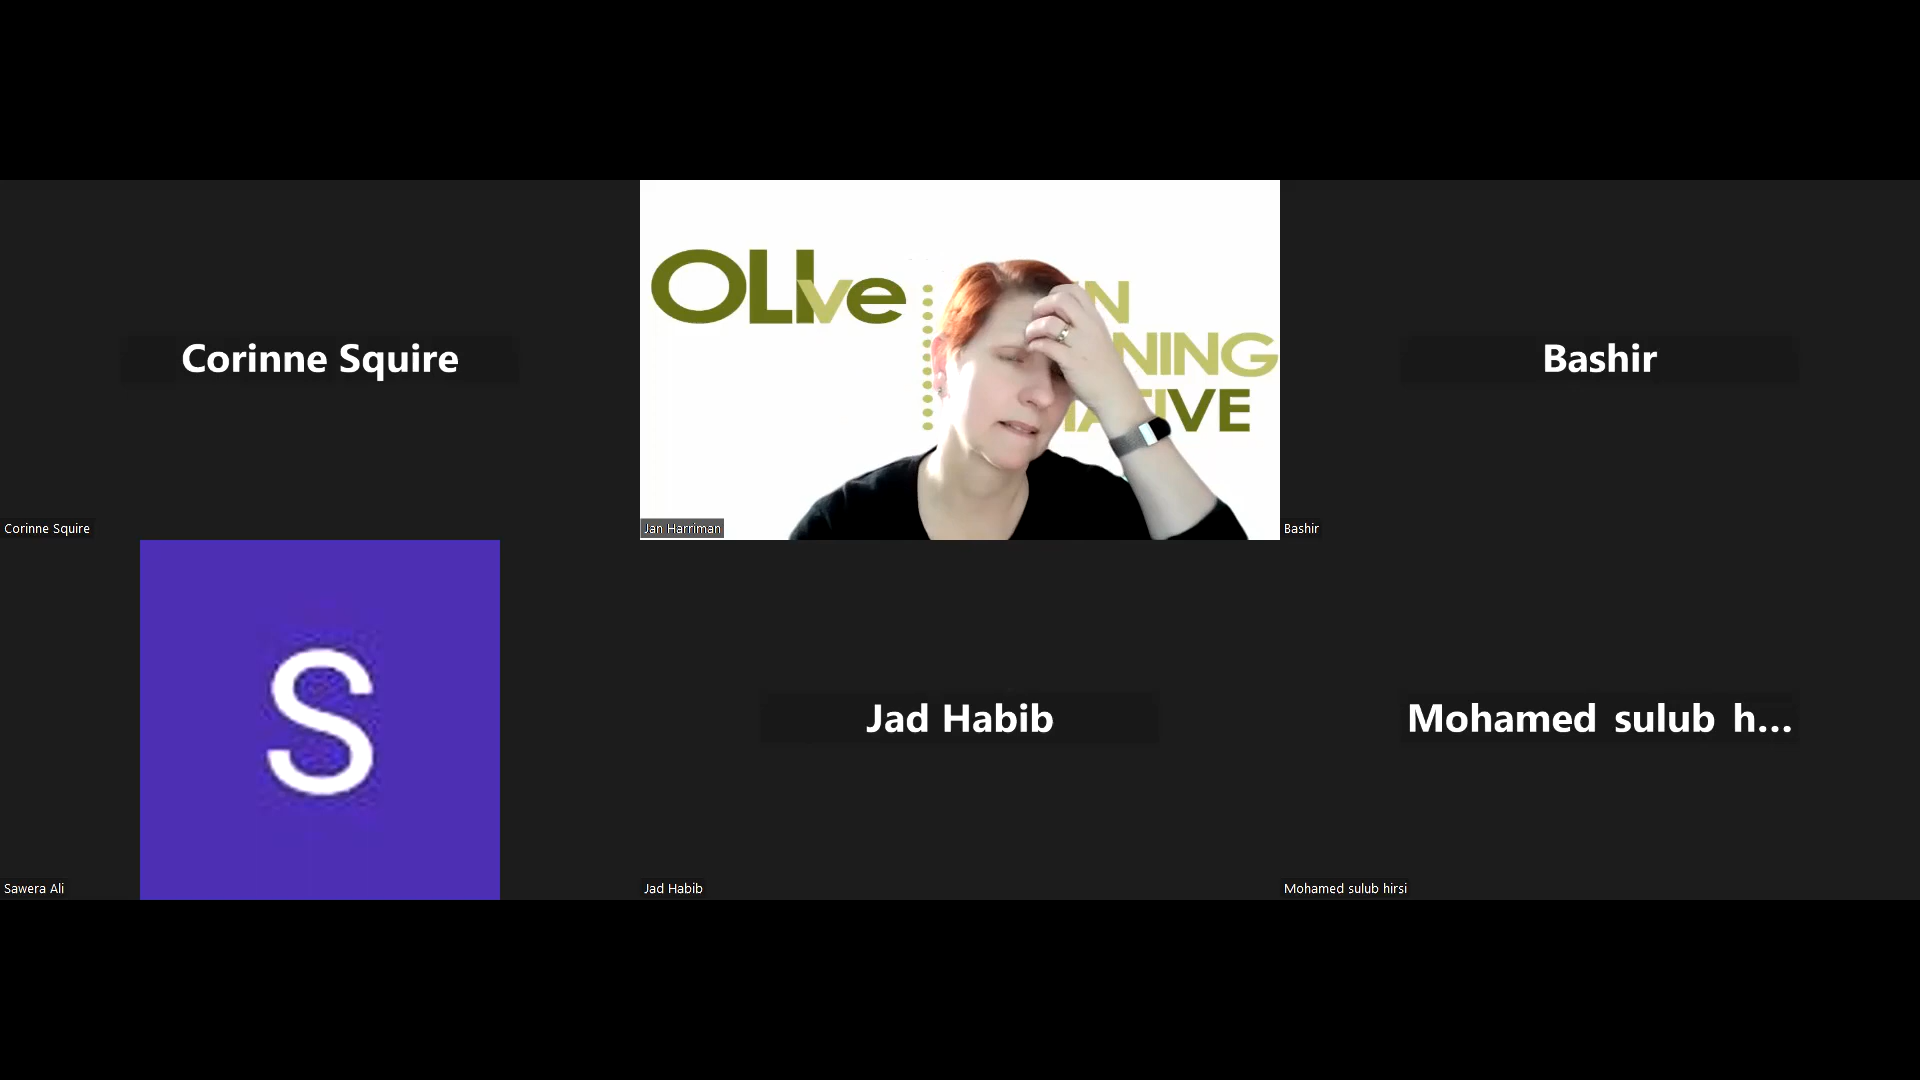 Corinne Squire
Corinne Squire
OLIve
N
NING
IVE
Jan Harriman
Bashir
Bashir
S
Sawera Ali
Jad Habib
Jad Habib
Mohamed sulub h...
Mohamed sulub hirsi